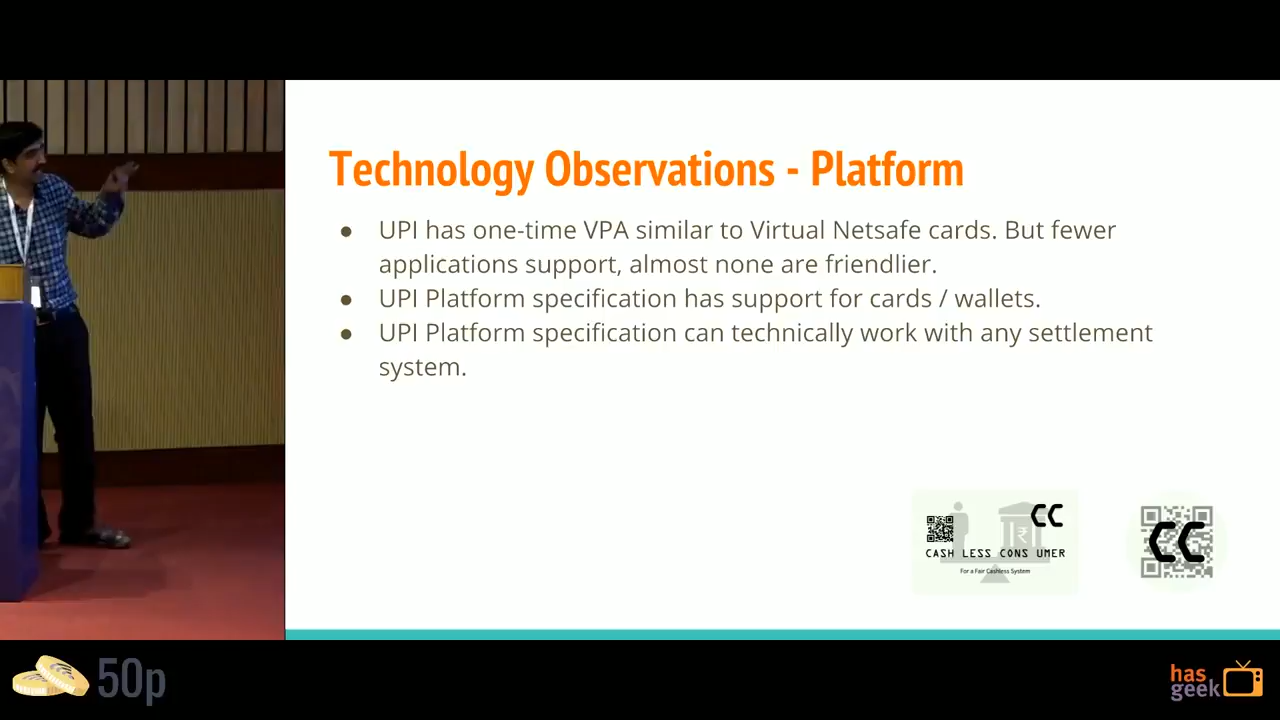 Technology Observations - Platform
● UPI has one-time VPA similar to Virtual Netsafe cards. But fewer
applications support, almost none are friendlier.
● UPI Platform specification has support for cards / wallets.
● UPI Platform specification can technically work with any settlement
system.
CC
CASH LESS CONS UMER
For a Fair Cashless System
CC
50p
has
geek